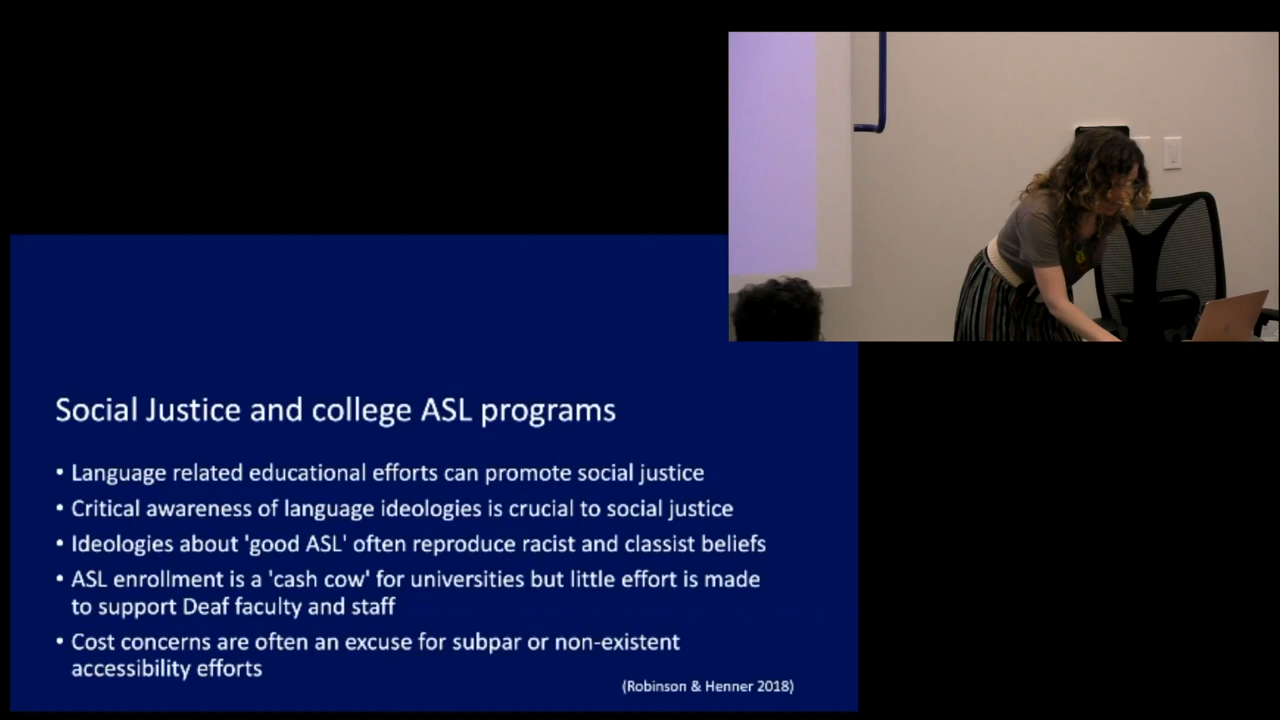 Social Justice and college ASL programs
• Language related educational efforts can promote social justice
• Critical awareness of language ideologies is crucial to social justice
• Ideologies about 'good ASL' often reproduce racist and classist beliefs
• ASL enrollment is a 'cash cow' for universities but little effort is made
to support Deaf faculty and staff
• Cost concerns are often an excuse for subpar or non-existent
accessibility efforts
(Robinson & Henner 2018)